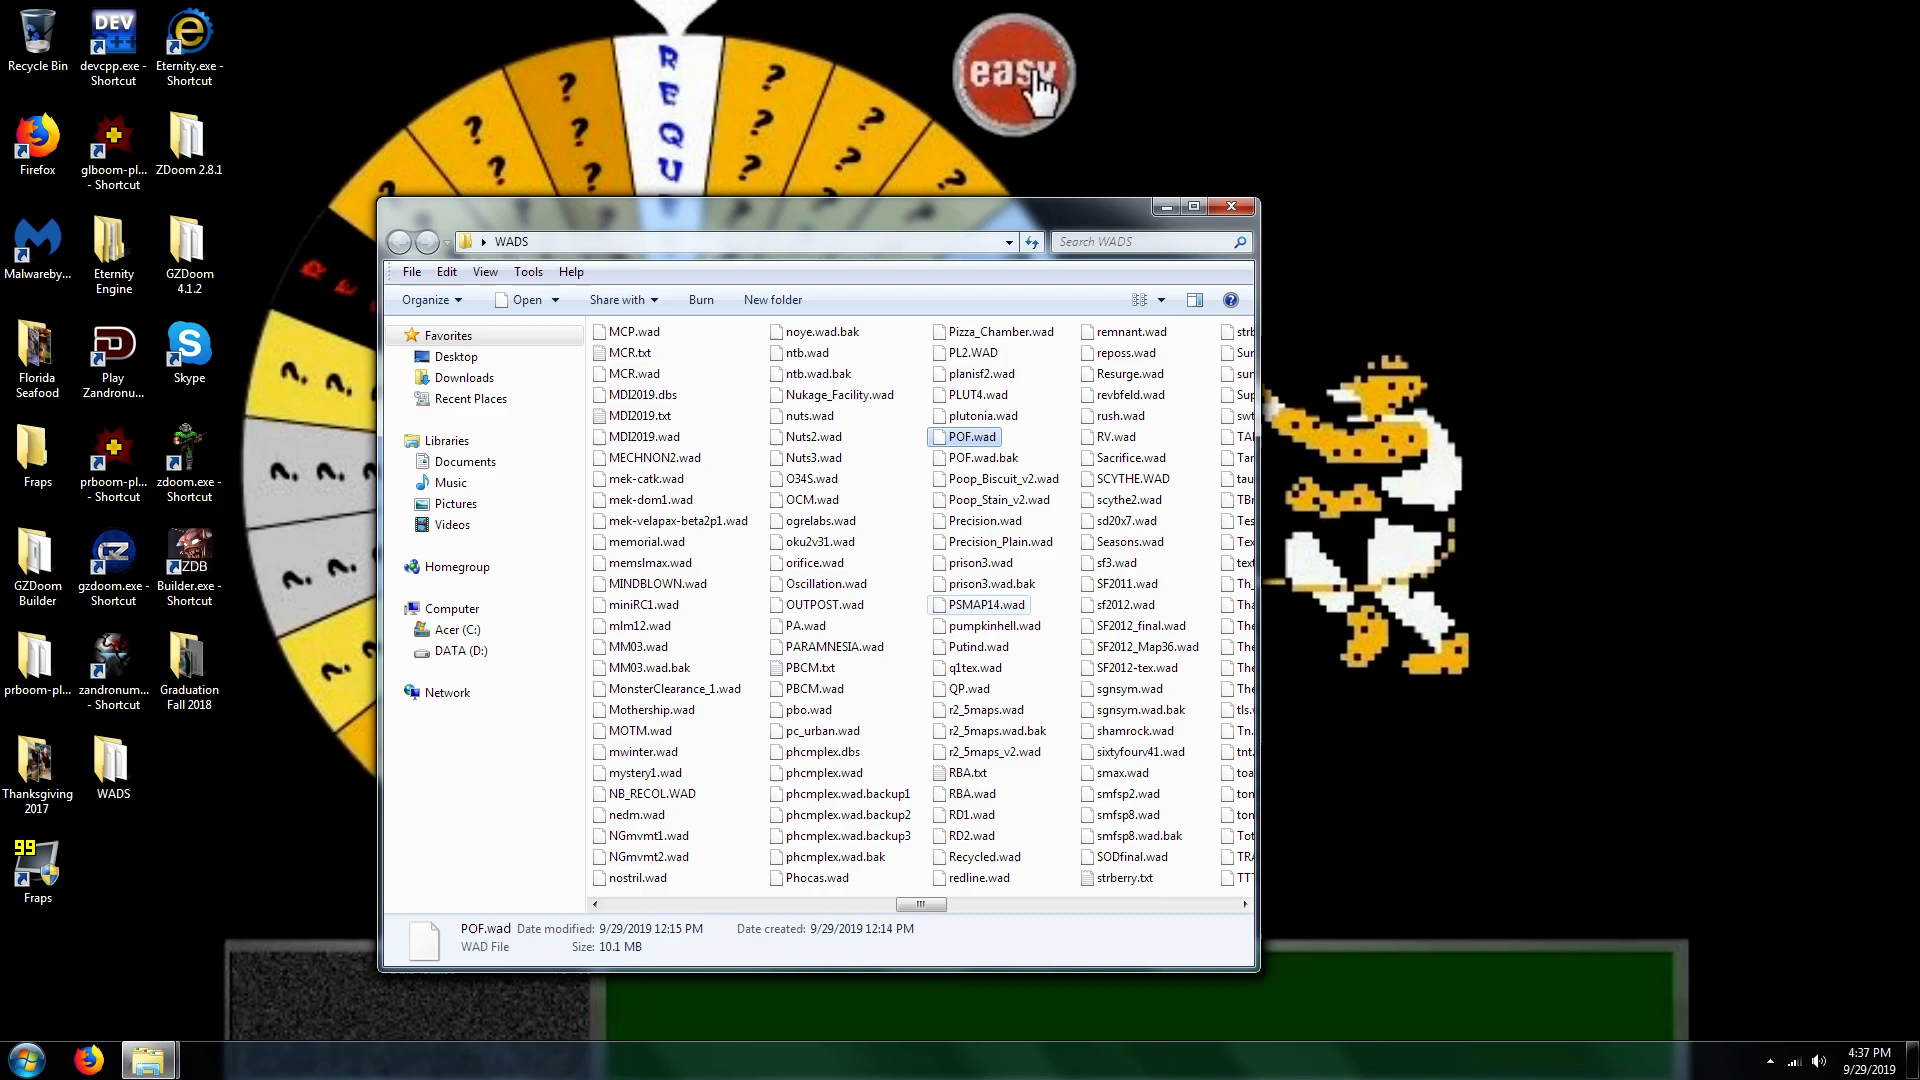 Recycle Bin
devcpp.exe -
Shortcut
Eternity.exe -
Shortcut
Firefox
glboom-pl...
- Shortcut
ZDoom 2.8.1
Malwareby...
Eternity
Engine
GZDoom
4.1.2
Florida
Seafood
Play
Zandronu...
Skype
Fraps
prboom-pl...
- Shortcut
zdoom.exe -
Shortcut
GZDoom
Builder
gzdoom.exe -
Shortcut
Builder.exe -
Shortcut
prboom-pl...
zandronum...
- Shortcut
Graduation
Fall 2018
Thanksgiving
2017
WADS
99
Fraps
DEV
C++
ZDB
R
E
Q
U
easy
WADS
Search WADS
File Edit View Tools Help
Organize Open Share with Burn New folder
Favorites
Desktop
Downloads
Recent Places
Libraries
Documents
Music
Pictures
Videos
Homegroup
Computer
Acer (C:)
DATA (D:)
Network
MCP.wad
MCR.txt
MCR.wad
MDI2019.dbs
MDI2019.txt
MDI2019.wad
MECHNON2.wad
mek-catk.wad
mek-dom1.wad
mek-velapax-beta2p1.wad
memorial.wad
memslmax.wad
MINDBLOWN.wad
miniRC1.wad
mlm12.wad
MM03.wad
MM03.wad.bak
MonsterClearance_1.wad
Mothership.wad
MOTM.wad
mwinter.wad
mystery1.wad
NB_RECOL.WAD
nedm.wad
NGmvmt1.wad
NGmvmt2.wad
nostril.wad
noye.wad.bak
ntb.wad
ntb.wad.bak
Nukage_Facility.wad
nuts.wad
Nuts2.wad
Nuts3.wad
O34S.wad
OCM.wad
ogrelabs.wad
oku2v31.wad
orifice.wad
Oscillation.wad
OUTPOST.wad
PA.wad
PARAMNESIA.wad
PBCM.txt
PBCM.wad
pbo.wad
pc_urban.wad
phcmplex.dbs
phcmplex.wad
phcmplex.wad.backup1
phcmplex.wad.backup2
phcmplex.wad.backup3
phcmplex.wad.bak
Phocas.wad
Pizza_Chamber.wad
PL2.WAD
planisf2.wad
PLUT4.wad
plutonia.wad
POF.wad
POF.wad.bak
Poop_Biscuit_v2.wad
Poop_Stain_v2.wad
Precision.wad
Precision_Plain.wad
prison3.wad
prison3.wad.bak
PSMAP14.wad
pumpkinhell.wad
Putind.wad
q1tex.wad
QP.wad
r2_5maps.wad
r2_5maps.wad.bak
r2_5maps_v2.wad
RBA.txt
RBA.wad
RD1.wad
RD2.wad
Recycled.wad
redline.wad
remnant.wad
reposs.wad
Resurge.wad
revbfeld.wad
rush.wad
RV.wad
Sacrifice.wad
SCYTHE.WAD
scythe2.wad
sd20x7.wad
Seasons.wad
sf3.wad
SF2011.wad
sf2012.wad
SF2012_final.wad
SF2012_Map36.wad
SF2012-tex.wad
sgnsym.wad
sgnsym.wad.bak
shamrock.wad
sixtyfourv41.wad
smax.wad
smfsp2.wad
smfsp8.wad
smfsp8.wad.bak
SODfinal.wad
strberry.txt
POF.wad Date modified: 9/29/2019 12:15 PM Date created: 9/29/2019 12:14 PM
WAD File Size: 10.1 MB
4:37 PM
9/29/2019